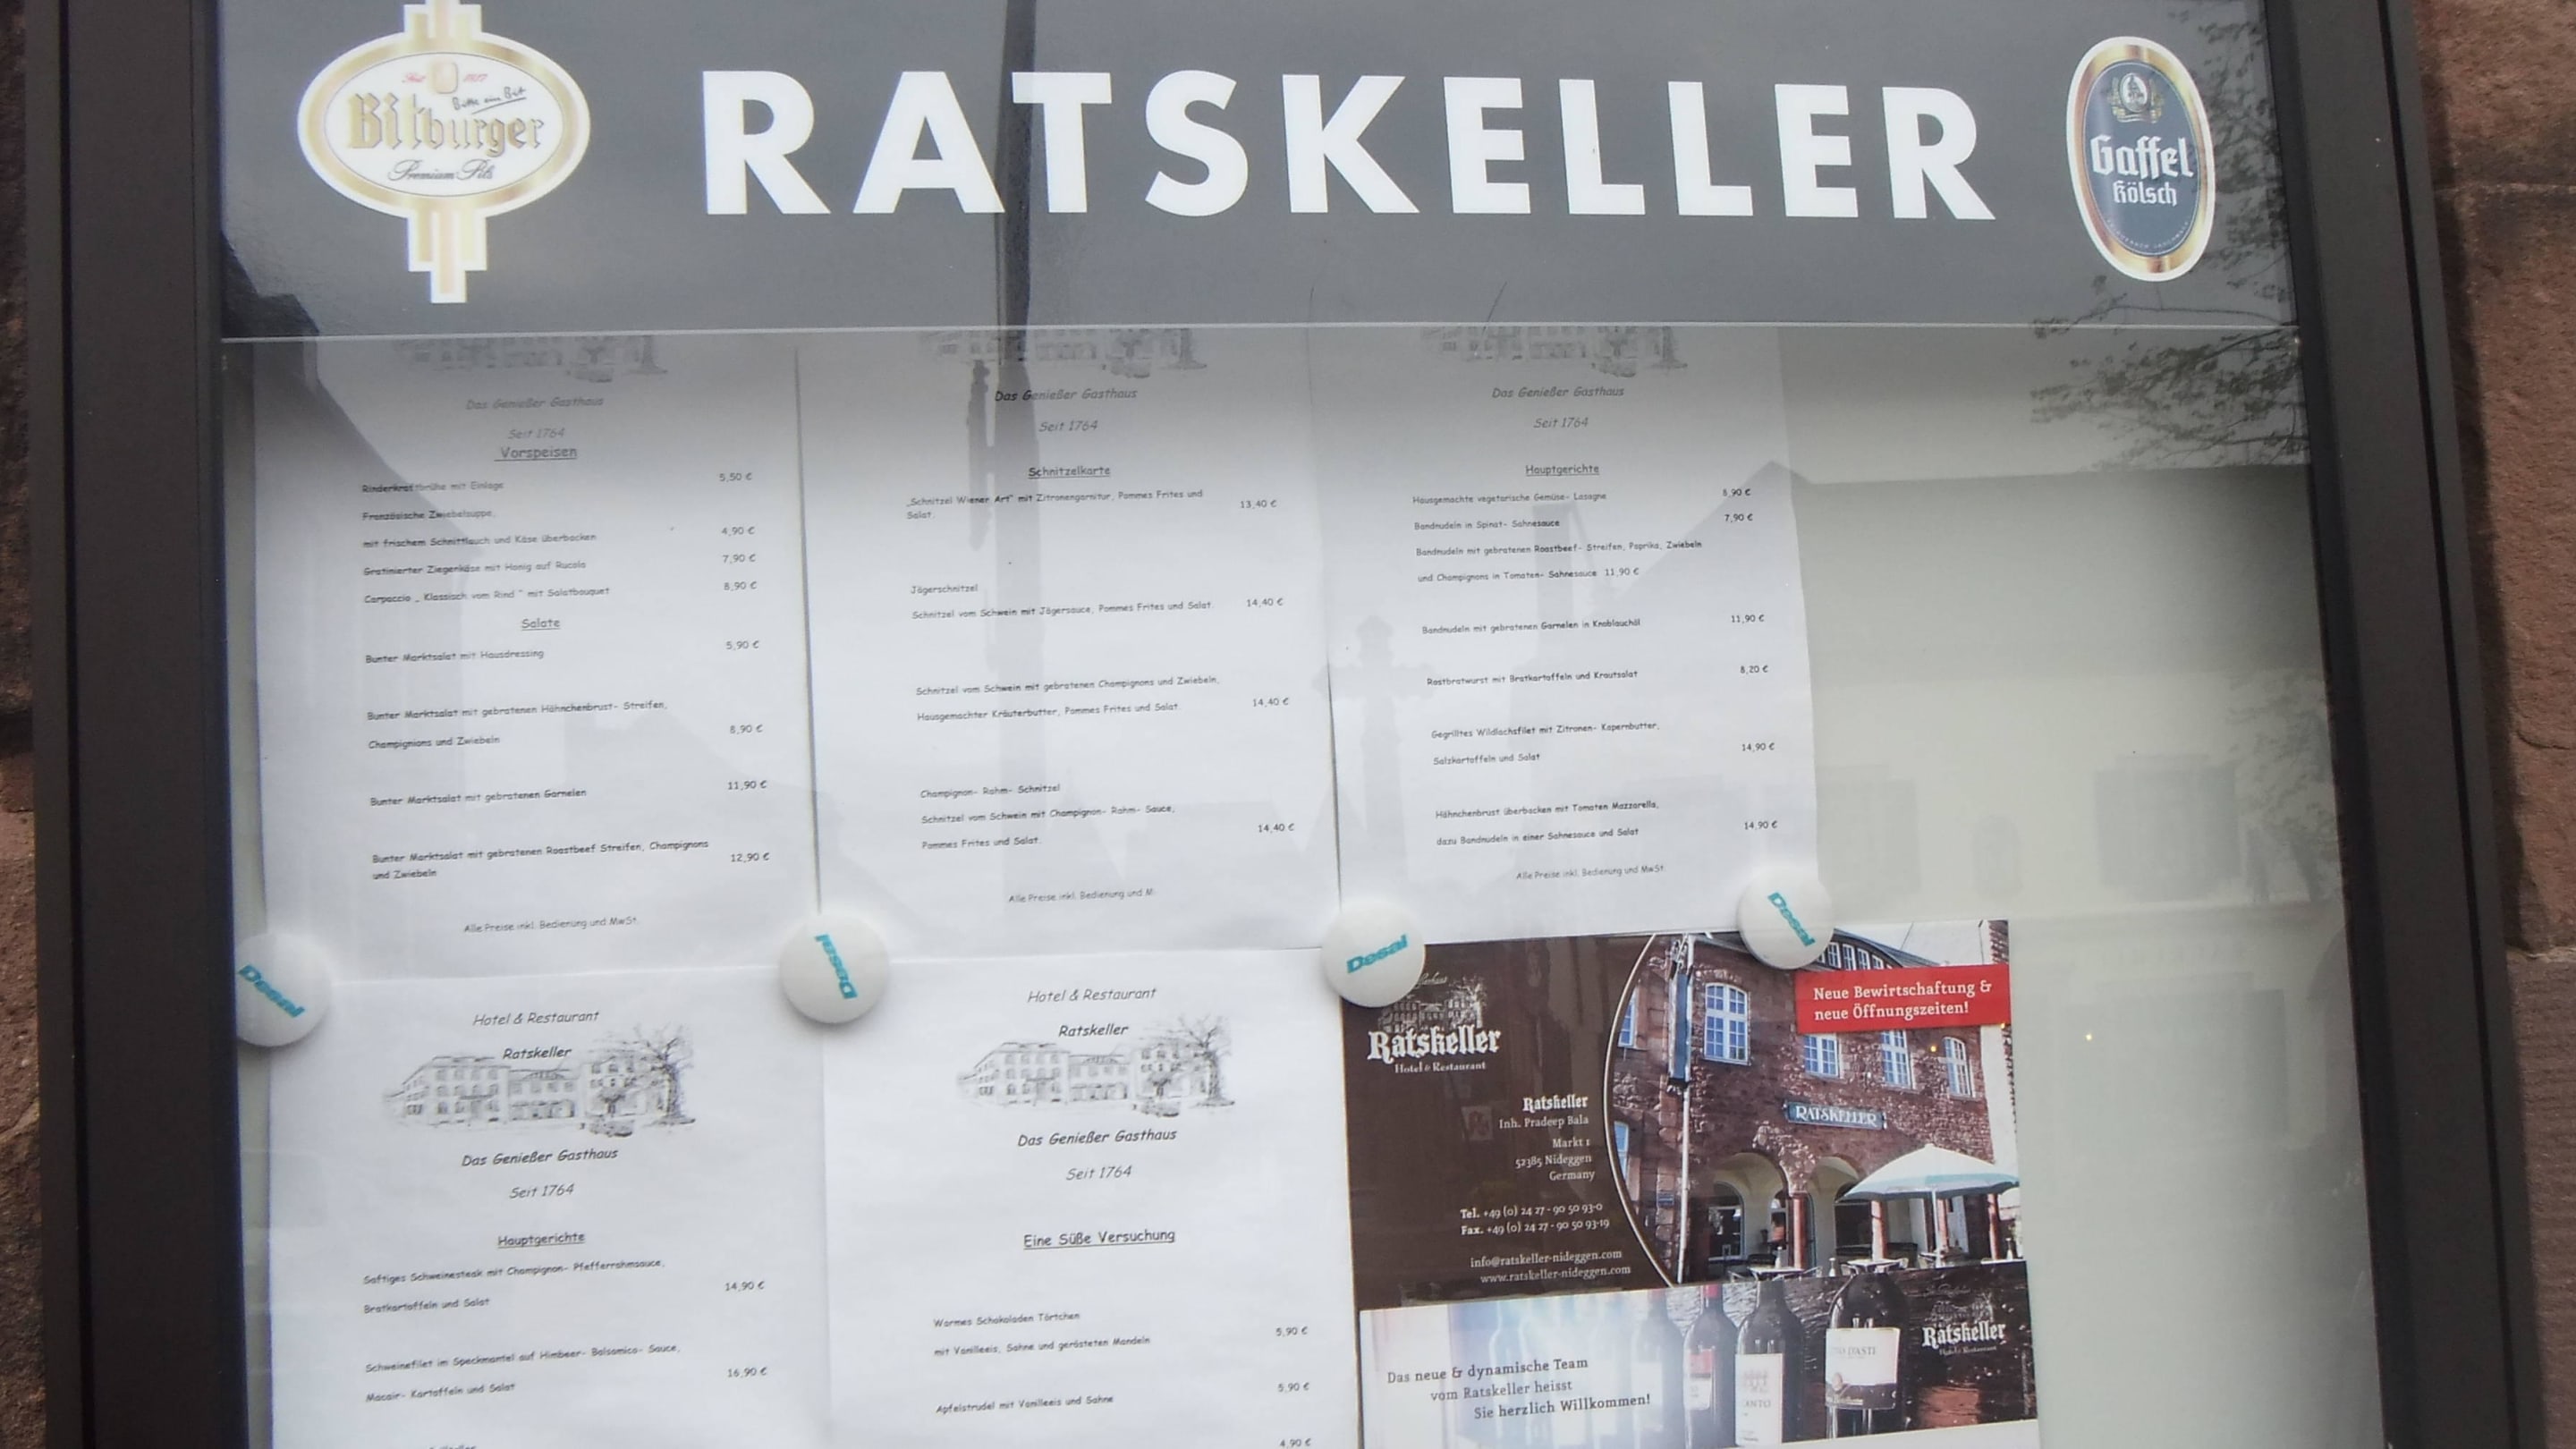 Seit 1817
Bitte ein Bit
Bitburger
Premium Pils
RATSKELLER
Gaffel
Kölsch
Das Genießer Gasthaus
Seit 1764
Vorspeisen
Rinderkraftbrühe mit Einlage 5,50 €
Französische Zwiebelsuppe,
mit frischem Schnittlauch und Käse überbacken 4,90 €
Gratinierter Ziegenkäse mit Honig auf Rucola 7,90 €
Carpaccio „ Klassisch vom Rind " mit Salatbouquet 8,90 €
Salate
Bunter Marktsalat mit Hausdressing 5,90 €
Bunter Marktsalat mit gebratenen Hähnchenbrust- Streifen,
Champignions und Zwiebeln 8,90 €
Bunter Marktsalat mit gebratenen Garnelen 11,90 €
Bunter Marktsalat mit gebratenen Roastbeef Streifen, Champignons
und Zwiebeln 12,90 €
Alle Preise inkl. Bedienung und MwSt.
Das Genießer Gasthaus
Seit 1764
Schnitzelkarte
„Schnitzel Wiener Art" mit Zitronengarnitur, Pommes Frites und
Salat. 13,40 €
Jägerschnitzel
Schnitzel vom Schwein mit Jägersauce, Pommes Frites und Salat. 14,40 €
Schnitzel vom Schwein mit gebratenen Champignons und Zwiebeln,
Hausgemachter Kräuterbutter, Pommes Frites und Salat. 14,40 €
Champignon- Rahm- Schnitzel
Schnitzel vom Schwein mit Champignon- Rahm- Sauce,
Pommes Frites und Salat. 14,40 €
Alle Preise inkl. Bedienung und M.
Das Genießer Gasthaus
Seit 1764
Hauptgerichte
Hausgemachte vegetarische Gemüse- Lasagne 8,90 €
Bandnudeln in Spinat- Sahnesauce 7,90 €
Bandnudeln mit gebratenen Roastbeef- Streifen, Paprika, Zwiebeln
und Champignons in Tomaten- Sahnesauce 11,90 €
Bandnudeln mit gebratenen Garnelen in Knoblauchöl 11,90 €
Rostbratwurst mit Bratkartoffeln und Krautsalat 8,20 €
Gegrilltes Wildlachsfilet mit Zitronen- Kapernbutter,
Salzkartoffeln und Salat 14,90 €
Hähnchenbrust überbacken mit Tomaten Mazzarella,
dazu Bandnudeln in einer Sahnesauce und Salat 14,90 €
Alle Preise inkl. Bedienung und MwSt.
Desal
Desal
Desal
Desal
Hotel & Restaurant
Ratskeller
Das Genießer Gasthaus
Seit 1764
Hauptgerichte
Saftiges Schweinesteak mit Champignon- Pfefferrahmsauce,
Bratkartoffeln und Salat 14,90 €
Schweinefilet im Speckmantel auf Himbeer- Balsamico- Sauce,
Macair- Kartoffeln und Salat 16,90 €
Hotel & Restaurant
Ratskeller
Das Genießer Gasthaus
Seit 1764
Eine Süße Versuchung
Warmes Schokoladen Törtchen
mit Vanilleeis, Sahne und gerösteten Mandeln 5,90 €
Apfelstrudel mit Vanilleeis und Sahne 5,90 €
4,90 €
Ratskeller
Hotel & Restaurant
Neue Bewirtschaftung &
neue Öffnungszeiten!
RATSKELLER
Ratskeller
Inh. Pradeep Bala
Markt 1
52385 Nideggen
Germany
Tel. +49 (0) 24 27 - 90 50 93-0
Fax. +49 (0) 24 27 - 90 50 93-19
info@ratskeller-nideggen.com
www.ratskeller-nideggen.com
Ratskeller
Hotel & Restaurant
Das neue & dynamische Team
vom Ratskeller heisst
Sie herzlich Willkommen!